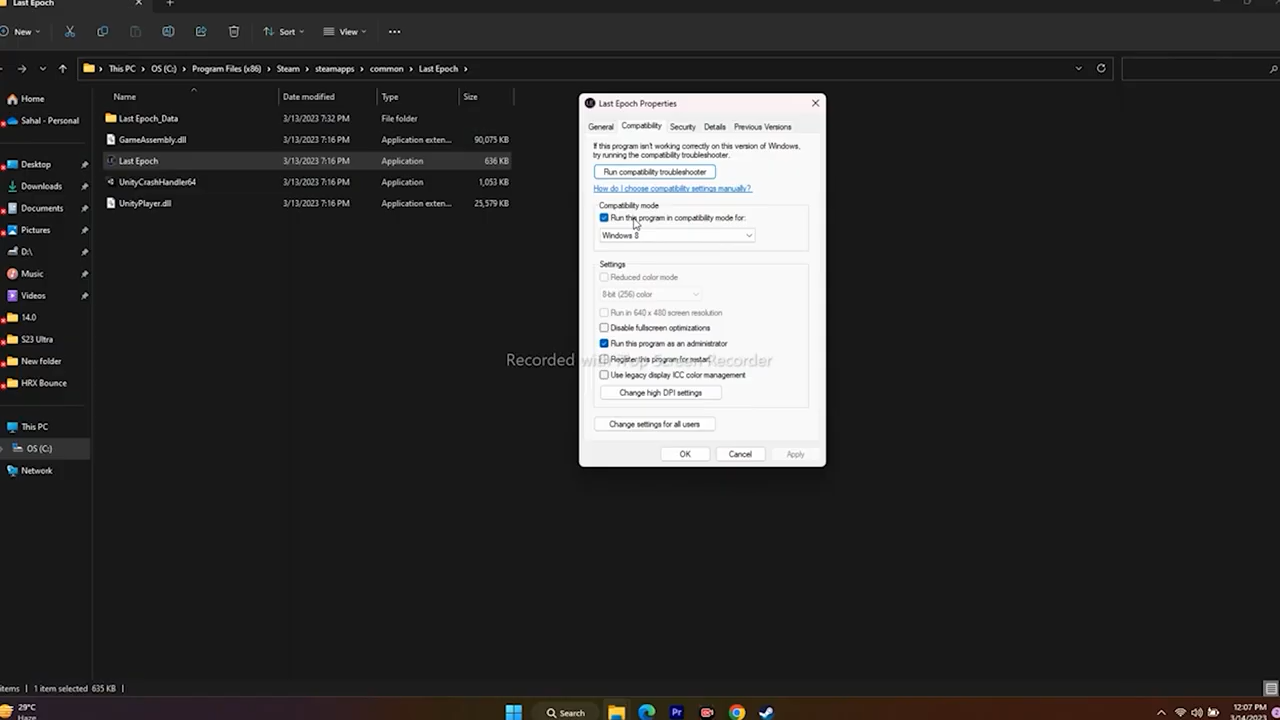 Last Epoch
New
Sort
View
This PC
OS (C:)
Program Files (x86)
Steam
steamapps
common
Last Epoch
Name
Date modified
Type
Size
Home
Sahal - Personal
Desktop
Downloads
Documents
Pictures
D:\
Music
Videos
14.0
123 Ultra
New folder
Bounce
This PC
OS (C:)
Network
Last Epoch_Data 3/13/2023 7:32 PM File folder
GameAssembly.dll 3/13/2023 7:16 PM Application exten... 90,075 KB
Last Epoch 3/13/2023 7:16 PM Application 636 KB
UnityCrashHandler64 3/13/2023 7:16 PM Application
UnityPlayer.dll 3/13/2023 7:16 PM Application exten... 25,579 KB
Last Epoch Properties
General Compatibility Security Details Previous Versions
If this program isn't working correctly on this version of Windows,
try running the compatibility troubleshooter.
Run compatibility troubleshooter
How do I choose compatibility settings manually?
Compatibility mode
Run this program in compatibility mode for:
Windows 8
Settings
Reduced color mode
8-bit (256) color
Run in 640 x 480 screen resolution
Disable fullscreen optimizations
Run this program as an administrator
Register this program for restart
Recorded with iTop Screen Recorder
Use legacy display ICC color management
Change high DPI settings
Change settings for all users
OK Cancel Apply
items 1 item selected 635 KB
29°C
Haze
Search
12:07 PM